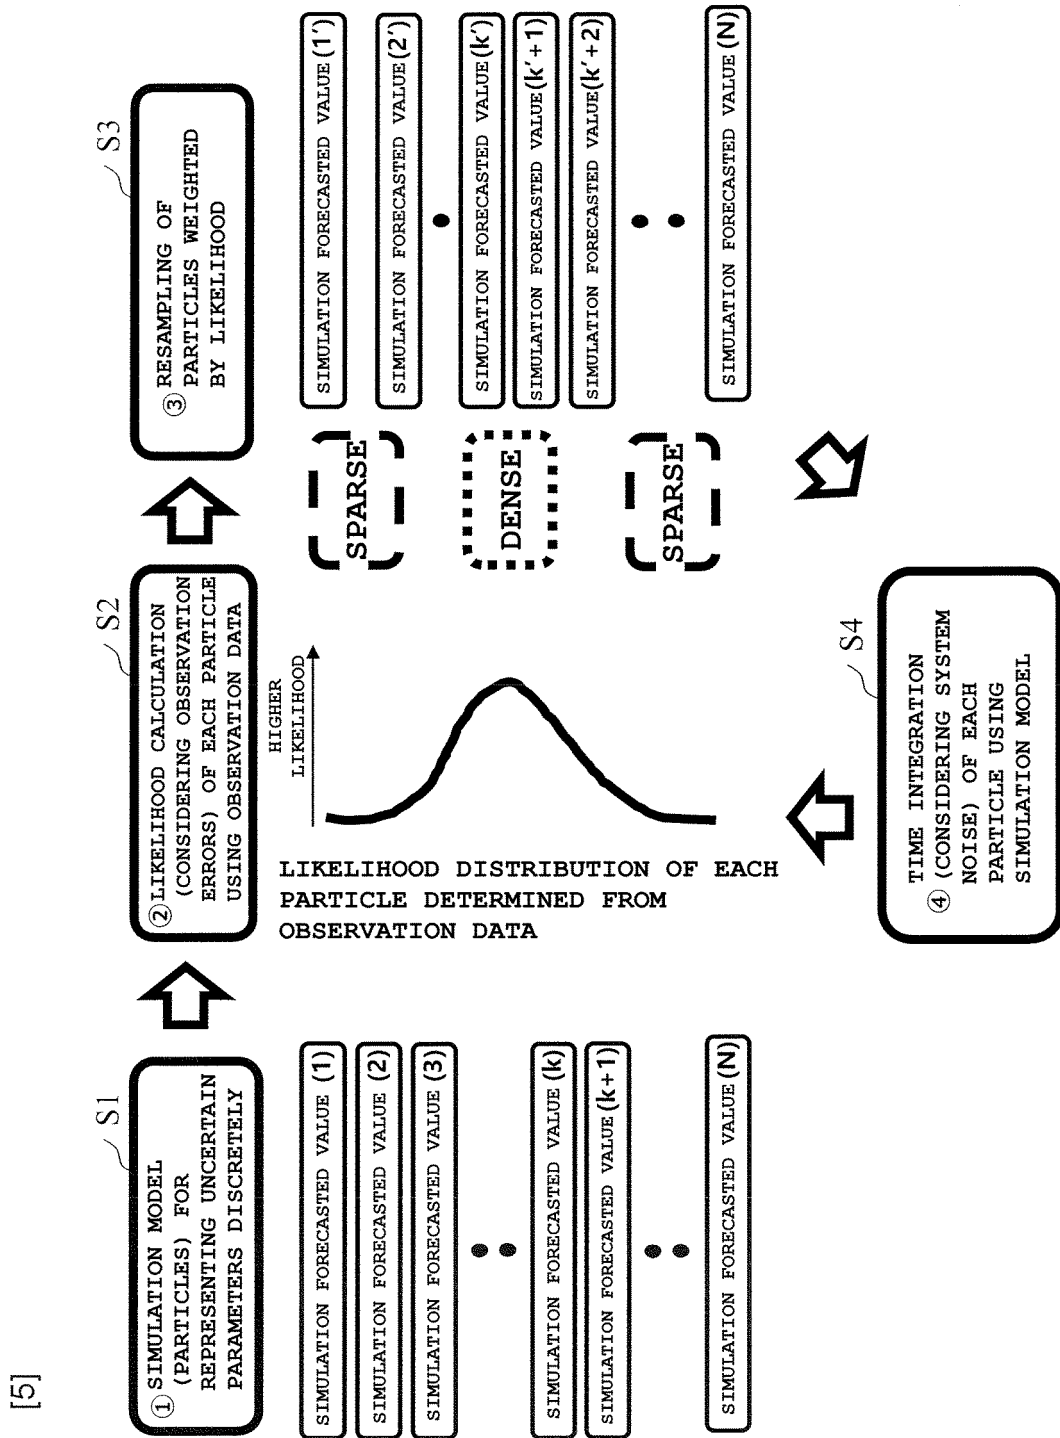 [5]
S1
① SIMULATION MODEL
(PARTICLES) FOR
REPRESENTING UNCERTAIN
PARAMETERS DISCRETELY
SIMULATION FORECASTED VALUE (1)
SIMULATION FORECASTED VALUE (2)
SIMULATION FORECASTED VALUE (3)
SIMULATION FORECASTED VALUE (k)
SIMULATION FORECASTED VALUE (k+1)
SIMULATION FORECASTED VALUE (N)
S2
② LIKELIHOOD CALCULATION
(CONSIDERING OBSERVATION
ERRORS) OF EACH PARTICLE
USING OBSERVATION DATA
HIGHER
LIKELIHOOD
LIKELIHOOD DISTRIBUTION OF EACH
PARTICLE DETERMINED FROM
OBSERVATION DATA
S3
③ RESAMPLING OF
PARTICLES WEIGHTED
BY LIKELIHOOD
SPARSE
DENSE
SPARSE
SIMULATION FORECASTED VALUE (1')
SIMULATION FORECASTED VALUE (2')
SIMULATION FORECASTED VALUE (k')
SIMULATION FORECASTED VALUE (k'+1)
SIMULATION FORECASTED VALUE (k'+2)
SIMULATION FORECASTED VALUE (N)
S4
TIME INTEGRATION
④ (CONSIDERING SYSTEM
NOISE) OF EACH
PARTICLE USING
SIMULATION MODEL